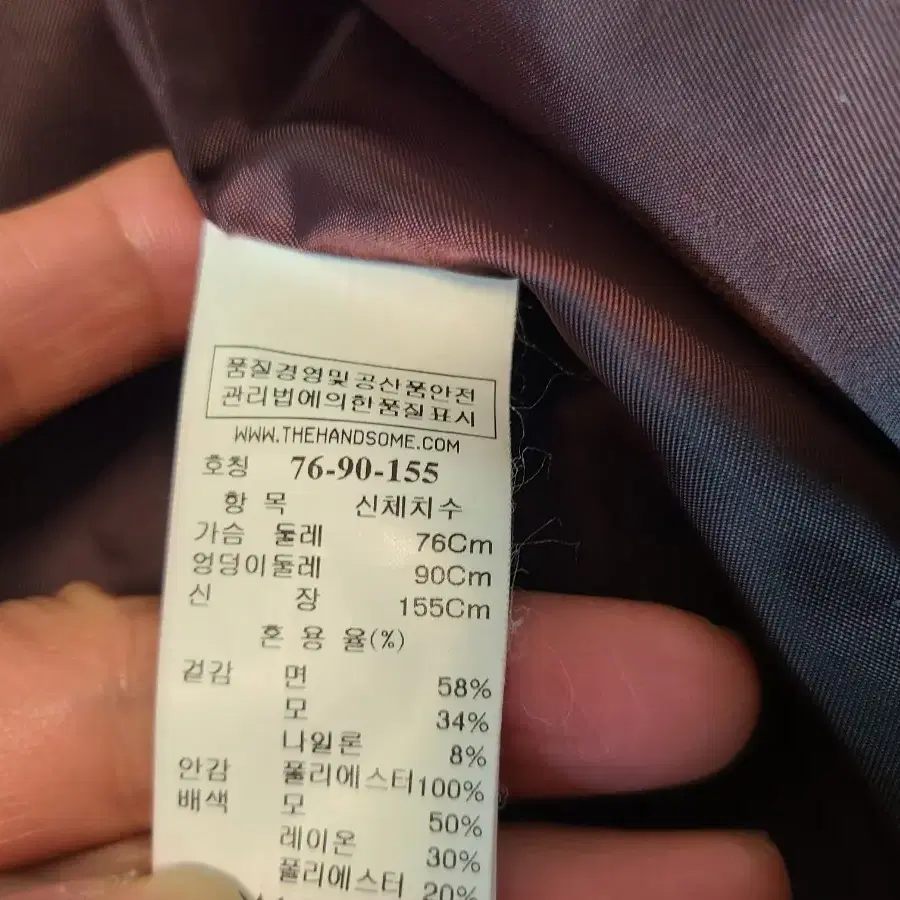 품질경영및공산품안전
관리법에의한품질표시
WWW.THEHANDSOME.COM
호칭 76-90-155
항 목 신체치수
가슴 둘레 76Cm
엉덩이둘레 90Cm
신 장 155Cm
혼 용 율(%)
겉감 면 58%
모 34%
나일론 8%
안감 폴리에스터100%
배색 모 50%
레이온 30%
폴리에스터 20%